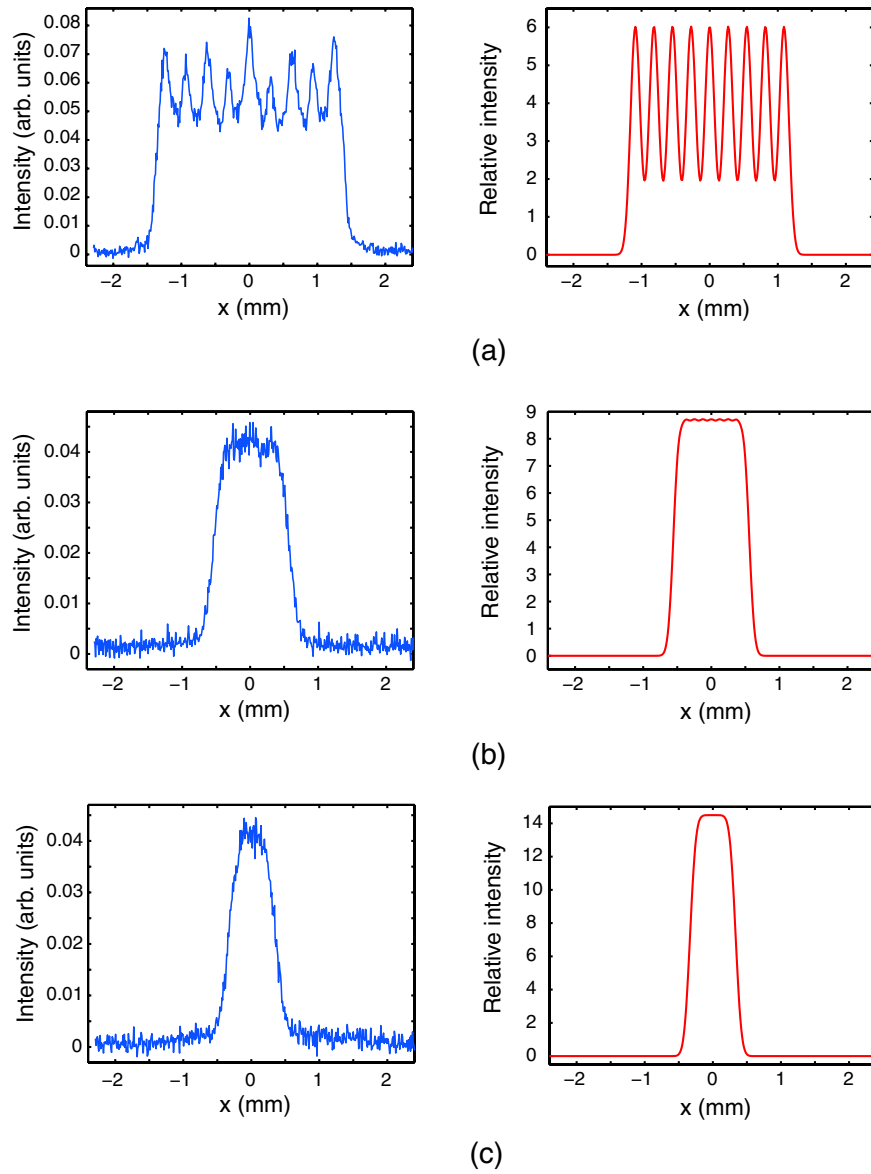 Intensity (arb. units)
0.08
0.07
0.06
0.05
0.04
0.03
0.02
0.01
0
−2 −1 0 1 2
x (mm)
Relative intensity
6
5
4
3
2
1
0
−2 −1 0 1 2
x (mm)
(a)
Intensity (arb. units)
0.04
0.03
0.02
0.01
0
−2 −1 0 1 2
x (mm)
Relative intensity
9
8
7
6
5
4
3
2
1
0
−2 −1 0 1 2
x (mm)
(b)
Intensity (arb. units)
0.04
0.03
0.02
0.01
0
−2 −1 0 1 2
x (mm)
Relative intensity
14
12
10
8
6
4
2
0
−2 −1 0 1 2
x (mm)
(c)